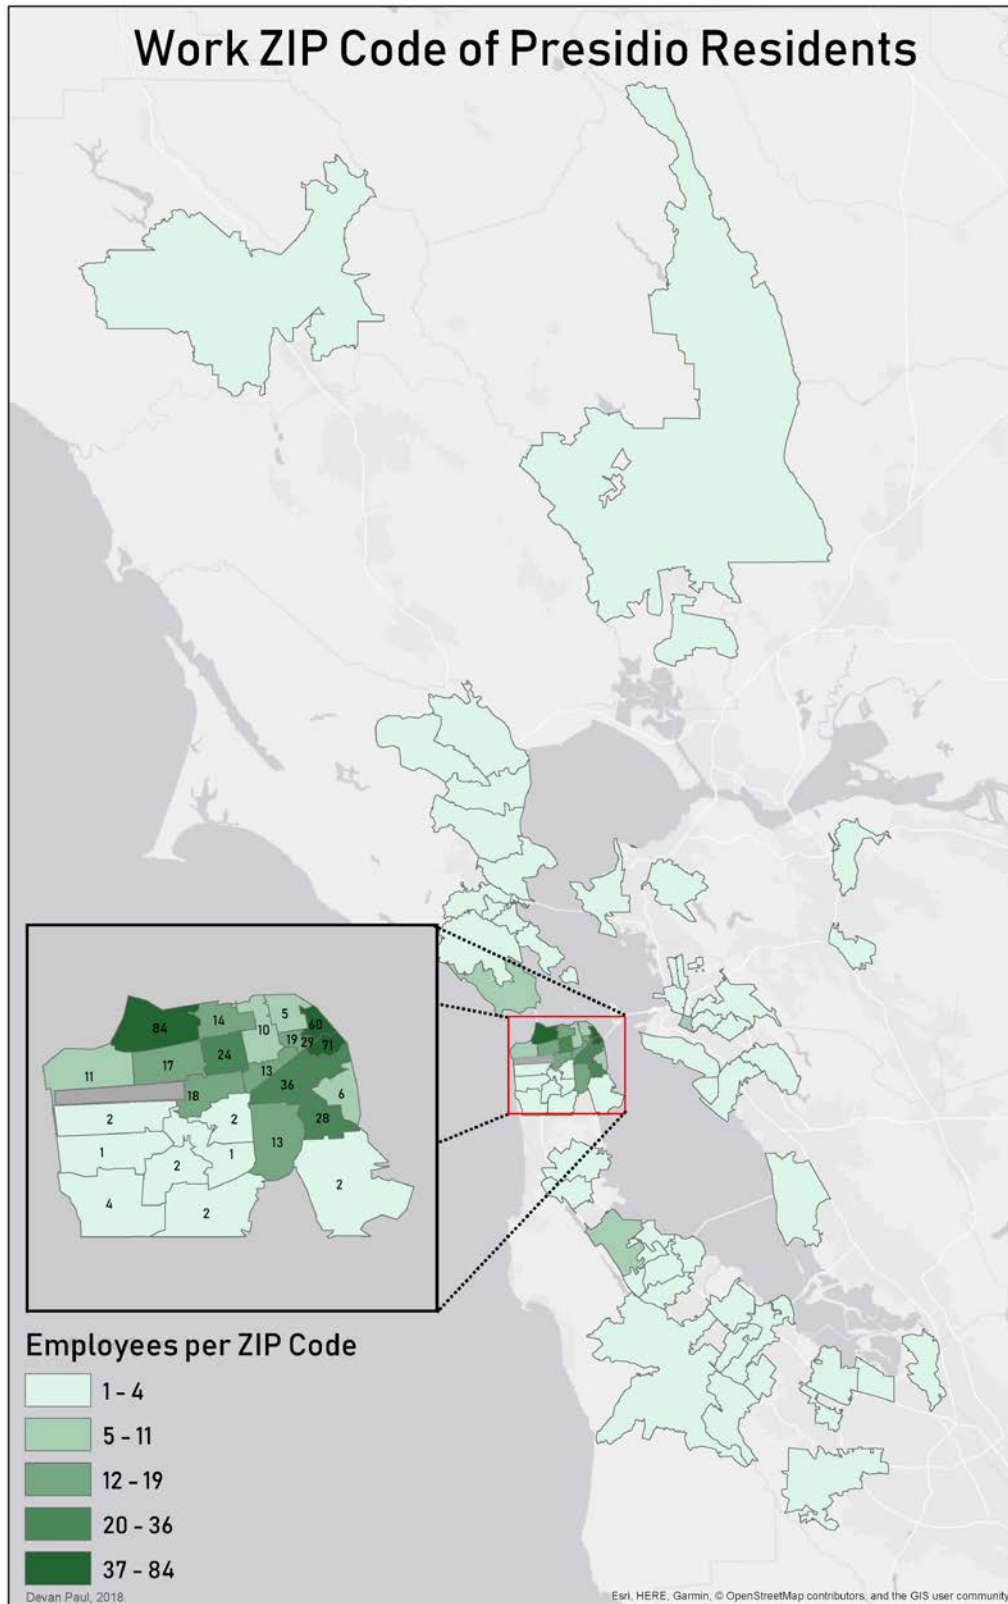 Work ZIP Code of Presidio Residents
84
14
10
5
60
19
29
71
24
17
11
13
36
6
18
28
2
2
13
1
1
2
2
4
2
Employees per ZIP Code
1 - 4
5 - 11
12 - 19
20 - 36
37 - 84
Devan Paul, 2018
Esri, HERE, Garmin, © OpenStreetMap contributors, and the GIS user community